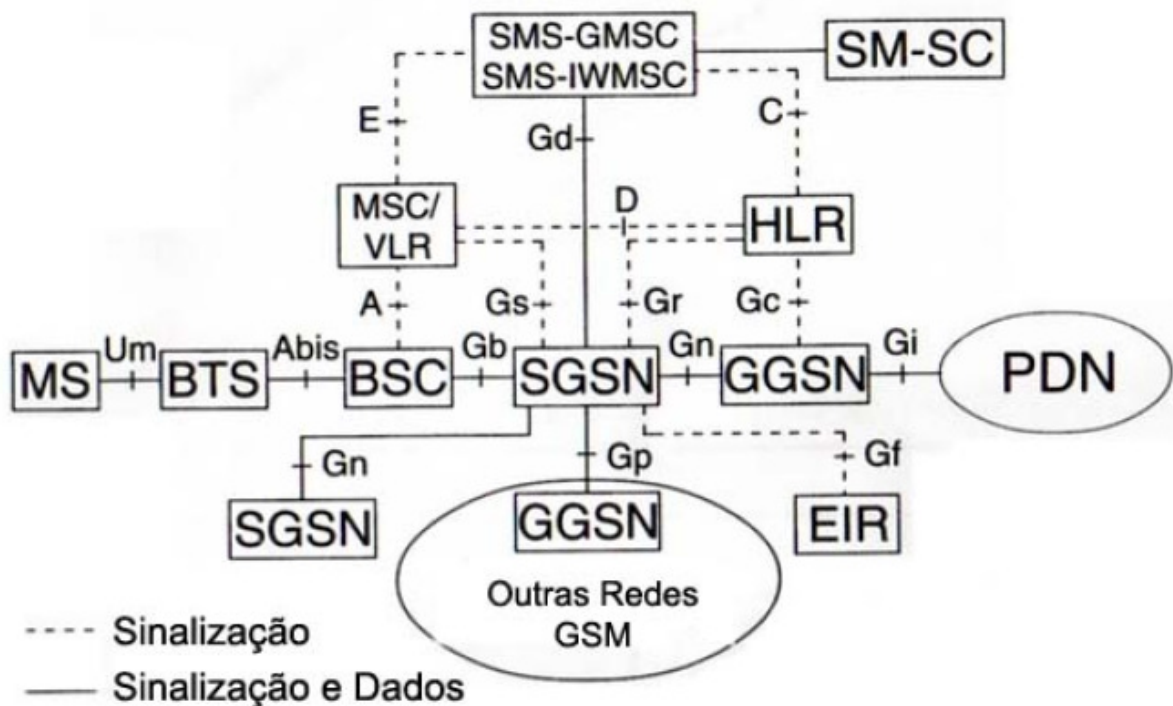 SMS-GMSC
SMS-IWMSC
SM-SC
E
Gd
C
MSC/
VLR
D
HLR
A
Gs
Gr
Gc
MS
Um
BTS
Abis
BSC
Gb
SGSN
Gn
GGSN
Gi
PDN
Gn
Gp
Gf
SGSN
GGSN
EIR
Outras Redes
GSM
Sinalização
Sinalização e Dados